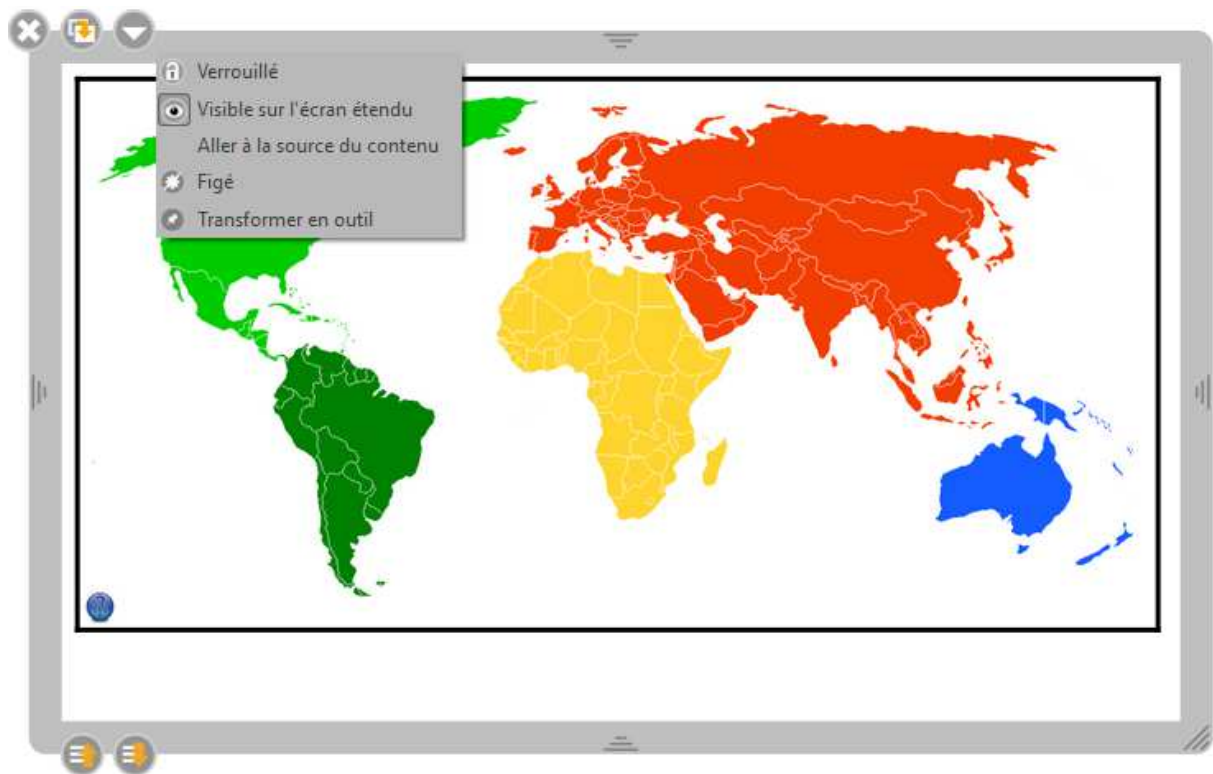 Verrouillé
Visible sur l'écran étendu
Aller à la source du contenu
Figé
Transformer en outil